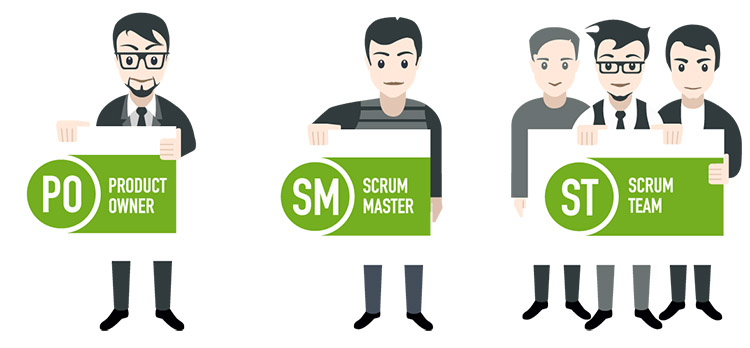 PO
PRODUCT
OWNER
SM
SCRUM
MASTER
ST
SCRUM
TEAM